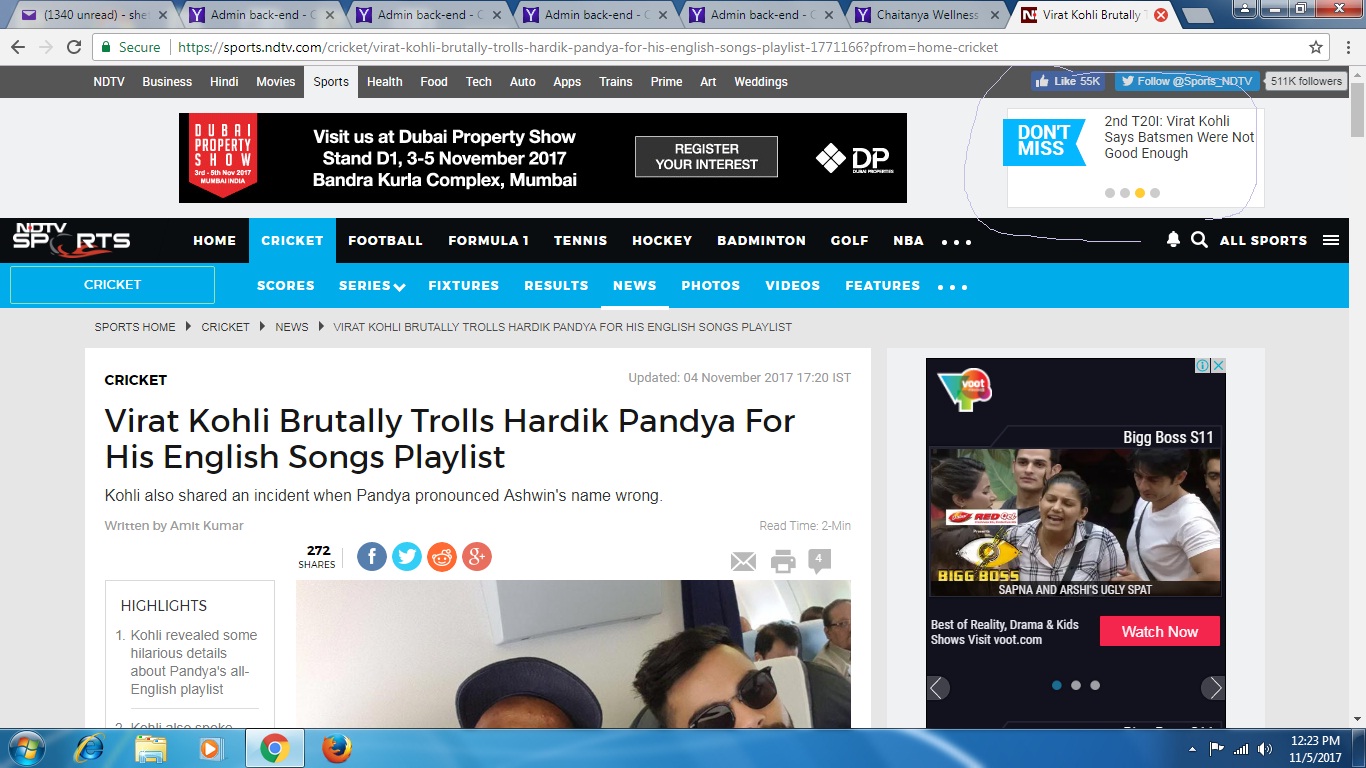 (1340 unread) - shet
Admin back-end - C
Admin back-end - C
Admin back-end - C
Admin back-end - C
Chaitanya Wellness
Virat Kohli Brutally T
Secure https://sports.ndtv.com/cricket/virat-kohli-brutally-trolls-hardik-pandya-for-his-english-songs-playlist-1771166?pfrom=home-cricket
NDTV Business Hindi Movies Sports Health Food Tech Auto Apps Trains Prime Art Weddings
Like 55K
Follow @Sports_NDTV
511K followers
DUBAI
PROPERTY
SHOW
3rd - 5th Nov 2017
MUMBAI INDIA
Visit us at Dubai Property Show
Stand D1, 3-5 November 2017
Bandra Kurla Complex, Mumbai
REGISTER
YOUR INTEREST
DP
DUBAI PROPERTIES
DON'T
MISS
2nd T20I: Virat Kohli
Says Batsmen Were Not
Good Enough
NDTV
SPORTS
HOME CRICKET FOOTBALL FORMULA 1 TENNIS HOCKEY BADMINTON GOLF NBA
ALL SPORTS
CRICKET
SCORES SERIES FIXTURES RESULTS NEWS PHOTOS VIDEOS FEATURES
SPORTS HOME CRICKET NEWS VIRAT KOHLI BRUTALLY TROLLS HARDIK PANDYA FOR HIS ENGLISH SONGS PLAYLIST
CRICKET
Updated: 04 November 2017 17:20 IST
Virat Kohli Brutally Trolls Hardik Pandya For
His English Songs Playlist
Kohli also shared an incident when Pandya pronounced Ashwin's name wrong.
Written by Amit Kumar
Read Time: 2-Min
272
SHARES
4
HIGHLIGHTS
1. Kohli revealed some
hilarious details
about Pandya's all-
English playlist
2. Kohli also spoke
voot
Bigg Boss S11
BIGG BOSS
SAPNA AND ARSHI'S UGLY SPAT
Best of Reality, Drama & Kids
Shows Visit voot.com
Watch Now
Bigg Boss S11
12:23 PM
11/5/2017